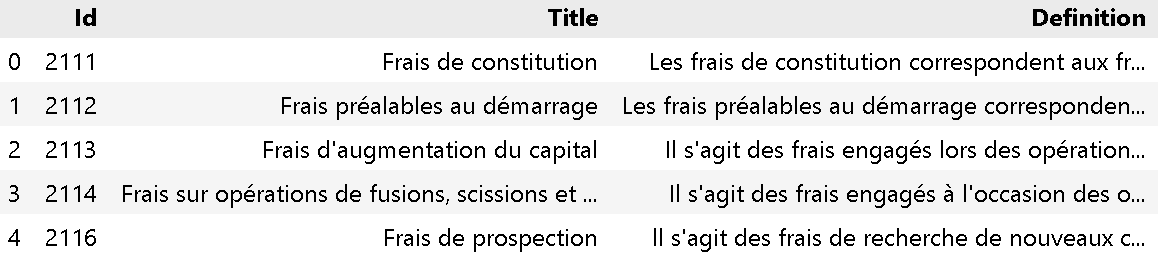 Id Title Definition
0 2111 Frais de constitution Les frais de constitution correspondent aux fr...
1 2112 Frais préalables au démarrage Les frais préalables au démarrage corresponden...
2 2113 Frais d'augmentation du capital Il s'agit des frais engagés lors des opération...
3 2114 Frais sur opérations de fusions, scissions et ... Il s'agit des frais engagés à l'occasion des o...
4 2116 Frais de prospection Il s'agit des frais de recherche de nouveaux c...